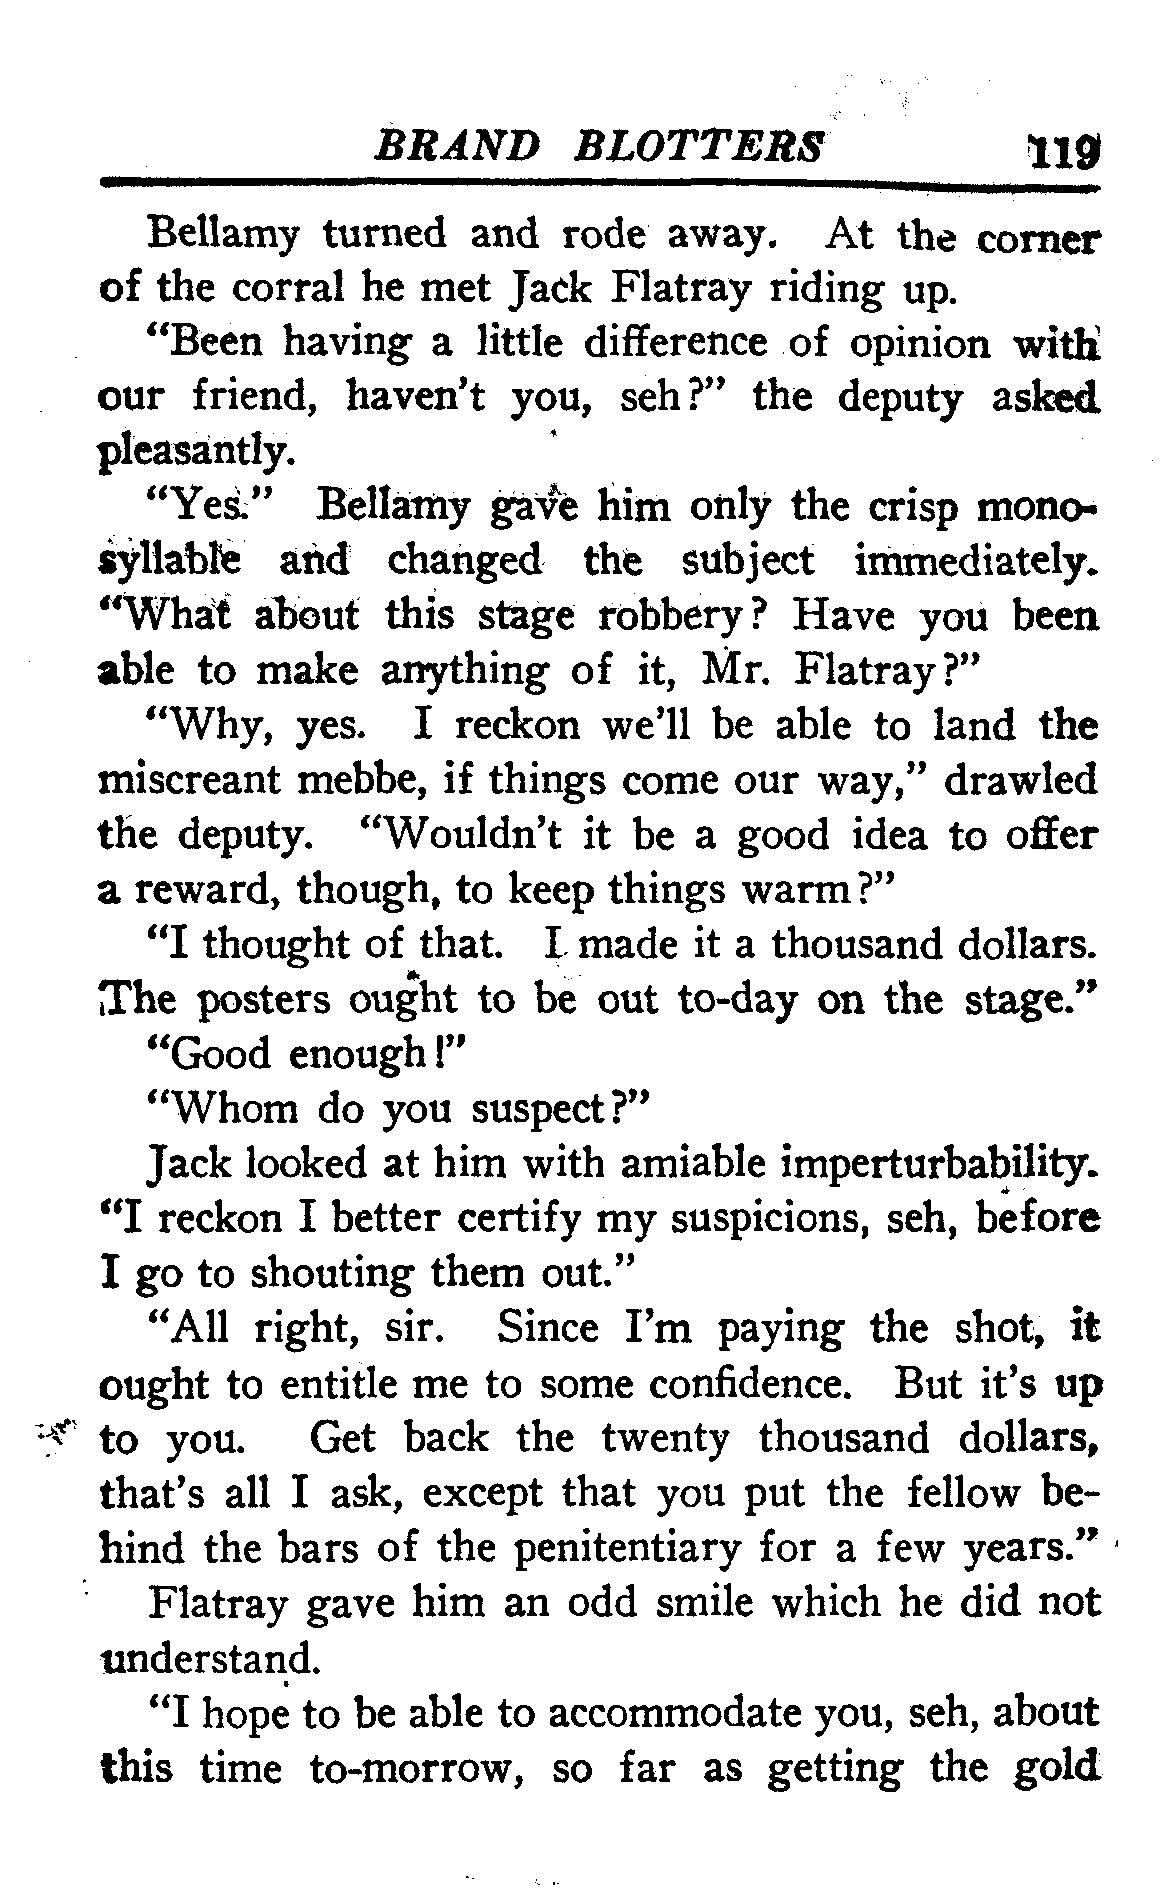 BRAND BLOTTERS 119
Bellamy turned and rode away. At the corner
of the corral he met Jack Flatray riding up.
“Been having a little difference of opinion with
our friend, haven’t you, seh?” the deputy asked
pleasantly.
“Yes.” Bellamy gave him only the crisp mono-
syllable and changed the subject immediately.
“What about this stage robbery? Have you been
able to make anything of it, Mr. Flatray?”
“Why, yes. I reckon we’ll be able to land the
miscreant mebbe, if things come our way,” drawled
the deputy. “Wouldn’t it be a good idea to offer
a reward, though, to keep things warm?”
“I thought of that. I made it a thousand dollars.
The posters ought to be out to-day on the stage.”
“Good enough!”
“Whom do you suspect?”
Jack looked at him with amiable imperturbability.
“I reckon I better certify my suspicions, seh, before
I go to shouting them out.”
“All right, sir. Since I’m paying the shot, it
ought to entitle me to some confidence. But it’s up
to you. Get back the twenty thousand dollars,
that’s all I ask, except that you put the fellow be-
hind the bars of the penitentiary for a few years.”
Flatray gave him an odd smile which he did not
understand.
“I hope to be able to accommodate you, seh, about
this time to-morrow, so far as getting the gold